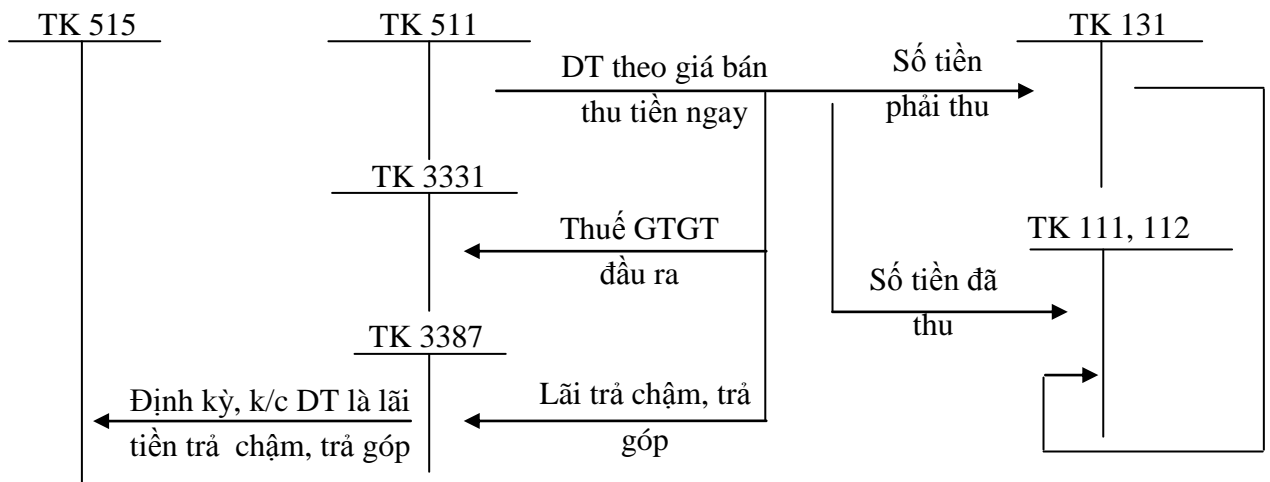 TK 515
TK 511
TK 131
DT theo giá bán
thu tiền ngay
Số tiền
phải thu
TK 3331
Thuế GTGT
đầu ra
TK 111, 112
Số tiền đã
thu
TK 3387
Định kỳ, k/c DT là lãi
tiền trả chậm, trả góp
Lãi trả chậm, trả
góp